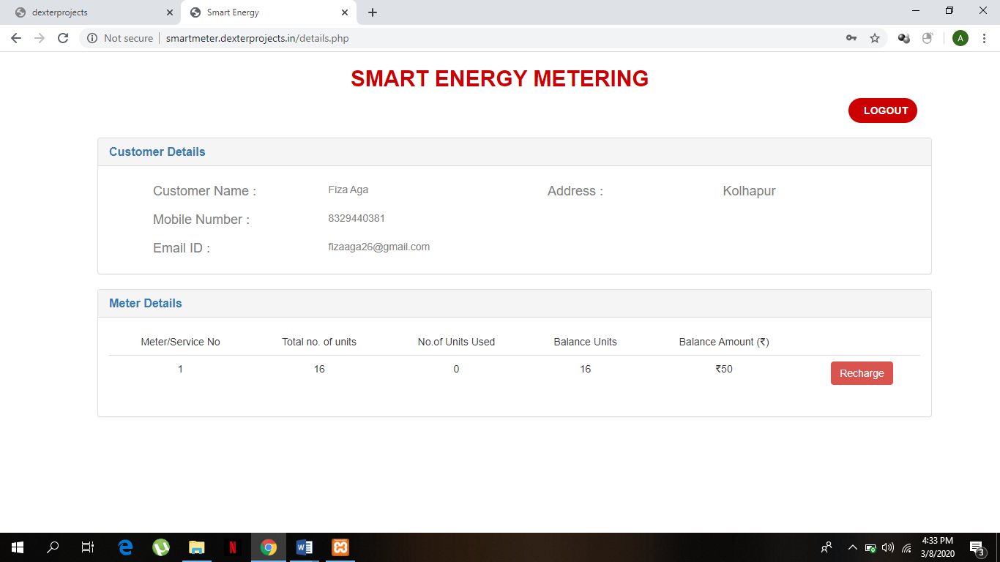 dexterprojects
Smart Energy
Not secure
smartmeter.dexterprojects.in/details.php
A
SMART ENERGY METERING
LOGOUT
Customer Details
Customer Name : Fiza Aga Address : Kolhapur
Mobile Number : 8329440381
Email ID : fizaaga26@gmail.com
Meter Details
Meter/Service No Total no. of units No.of Units Used Balance Units Balance Amount (₹)
1 16 0 16 ₹50 Recharge
4:33 PM
3/8/2020
3